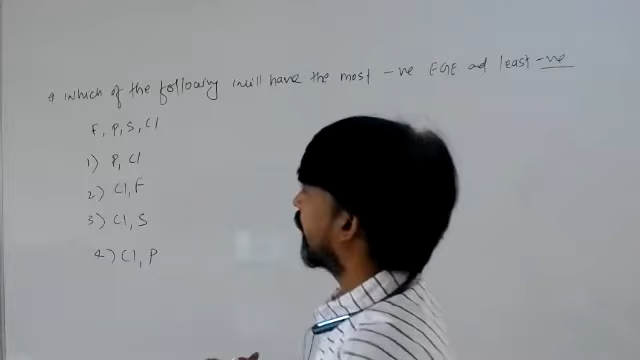 which of the following will have the most -ve EGE and least -ve
F, P, S, Cl
1) P, Cl
2) Cl, F
3) Cl, S
4) Cl, P